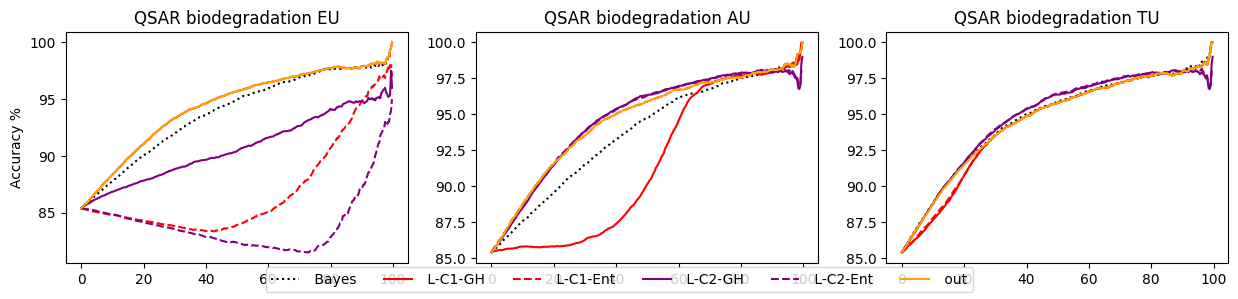 QSAR biodegradation EU
QSAR biodegradation AU
QSAR biodegradation TU
Accuracy %
100
95
90
85
0 20 40 60 80 100
100.0
97.5
95.0
92.5
90.0
87.5
85.0
0 20 40 60 80 100
100.0
97.5
95.0
92.5
90.0
87.5
85.0
0 20 40 60 80 100
Bayes L-C1-GH L-C1-Ent L-C2-GH L-C2-Ent out